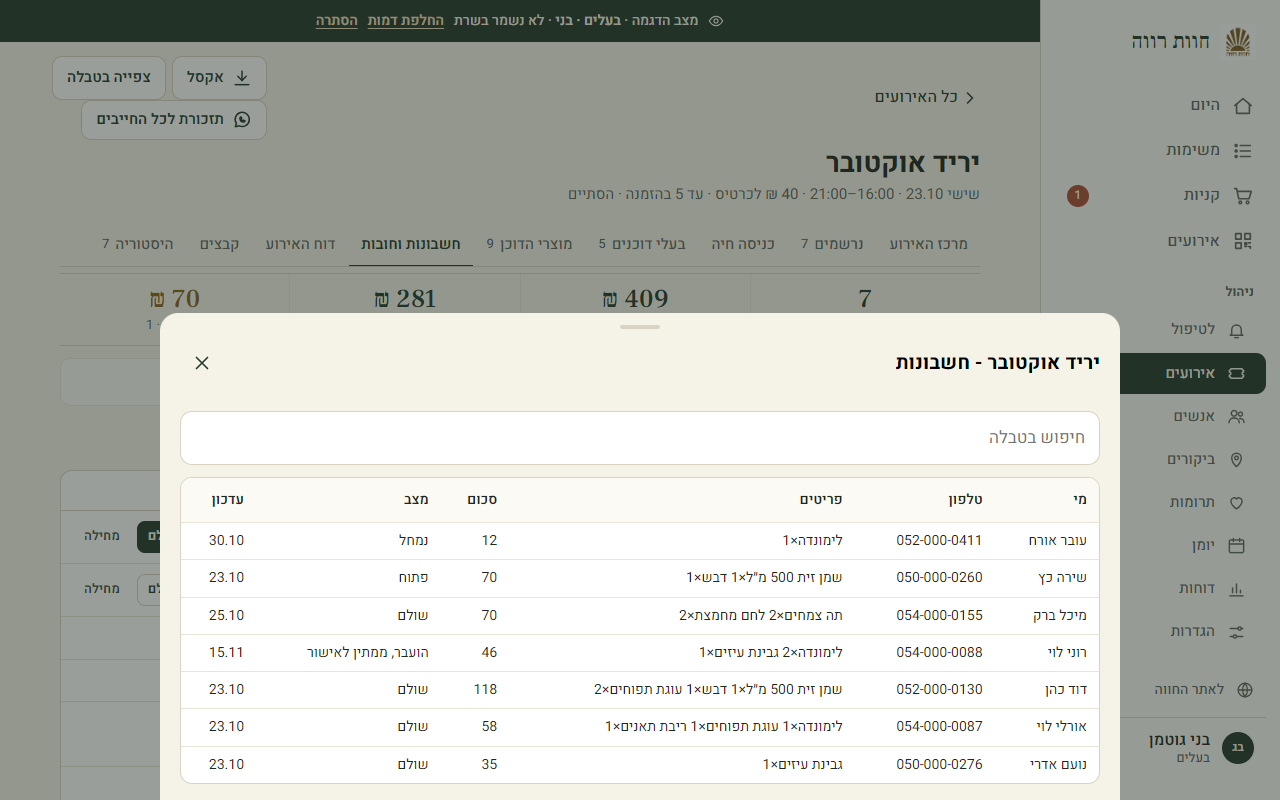 מצב הדגמה · בעלים · בני · לא נשמר בשרת החלפת דמות הסתרה
חוות רווה
היום
משימות
קניות 1
אירועים
ניהול
לטיפול
אירועים
אנשים
ביקורים
תרומות
יומן
דוחות
הגדרות
לאתר החווה
בג בני גוטמן
בעלים
כל האירועים
אקסל צפייה בטבלה
תזכורת לכל החייבים
יריד אוקטובר
שישי 23.10 · 16:00–21:00 · 40 ₪ לכרטיס · עד 5 בהזמנה · הסתיים
מרכז האירוע נרשמים 7 כניסה חיה בעלי דוכנים 5 מוצרי הדוכן 9 חשבונות וחובות דוח האירוע קבצים היסטוריה 7
7 409 ₪ 281 ₪ 70 ₪
1
מחילה
מחילה
יריד אוקטובר - חשבונות
חיפוש בטבלה
מי טלפון פריטים סכום מצב עדכון
עובר אורח 052-000-0411 לימונדה×1 12 נמחל 30.10
שירה כץ 050-000-0260 שמן זית 500 מ"ל×1 דבש×1 70 פתוח 23.10
מיכל ברק 054-000-0155 תה צמחים×2 לחם מחמצת×2 70 שולם 25.10
רוני לוי 054-000-0088 לימונדה×2 גבינת עיזים×1 46 הועבר, ממתין לאישור 15.11
דוד כהן 052-000-0130 שמן זית 500 מ"ל×1 דבש×1 עוגת תפוחים×2 118 שולם 23.10
אורלי לוי 054-000-0087 לימונדה×1 עוגת תפוחים×1 ריבת תאנים×1 58 שולם 23.10
נועם אדרי 050-000-0276 גבינת עיזים×1 35 שולם 23.10